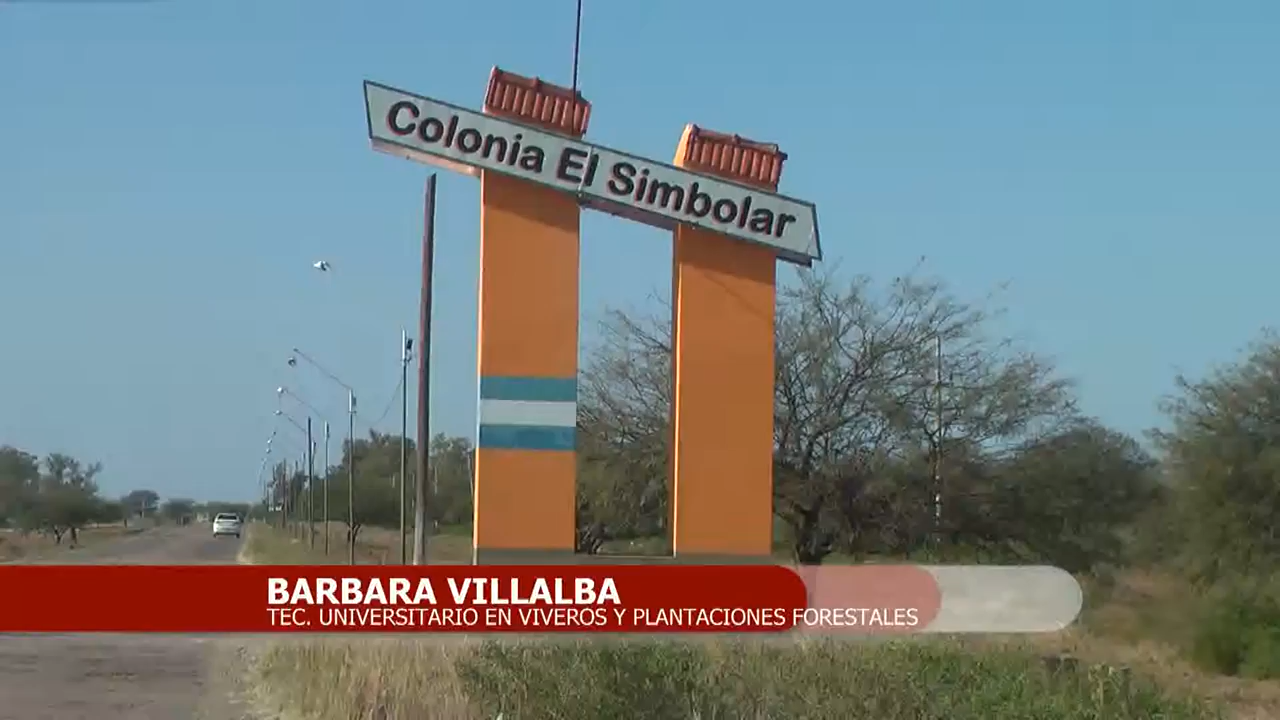 Colonia El Simbolar
BARBARA VILLALBA
TEC. UNIVERSITARIO EN VIVEROS Y PLANTACIONES FORESTALES